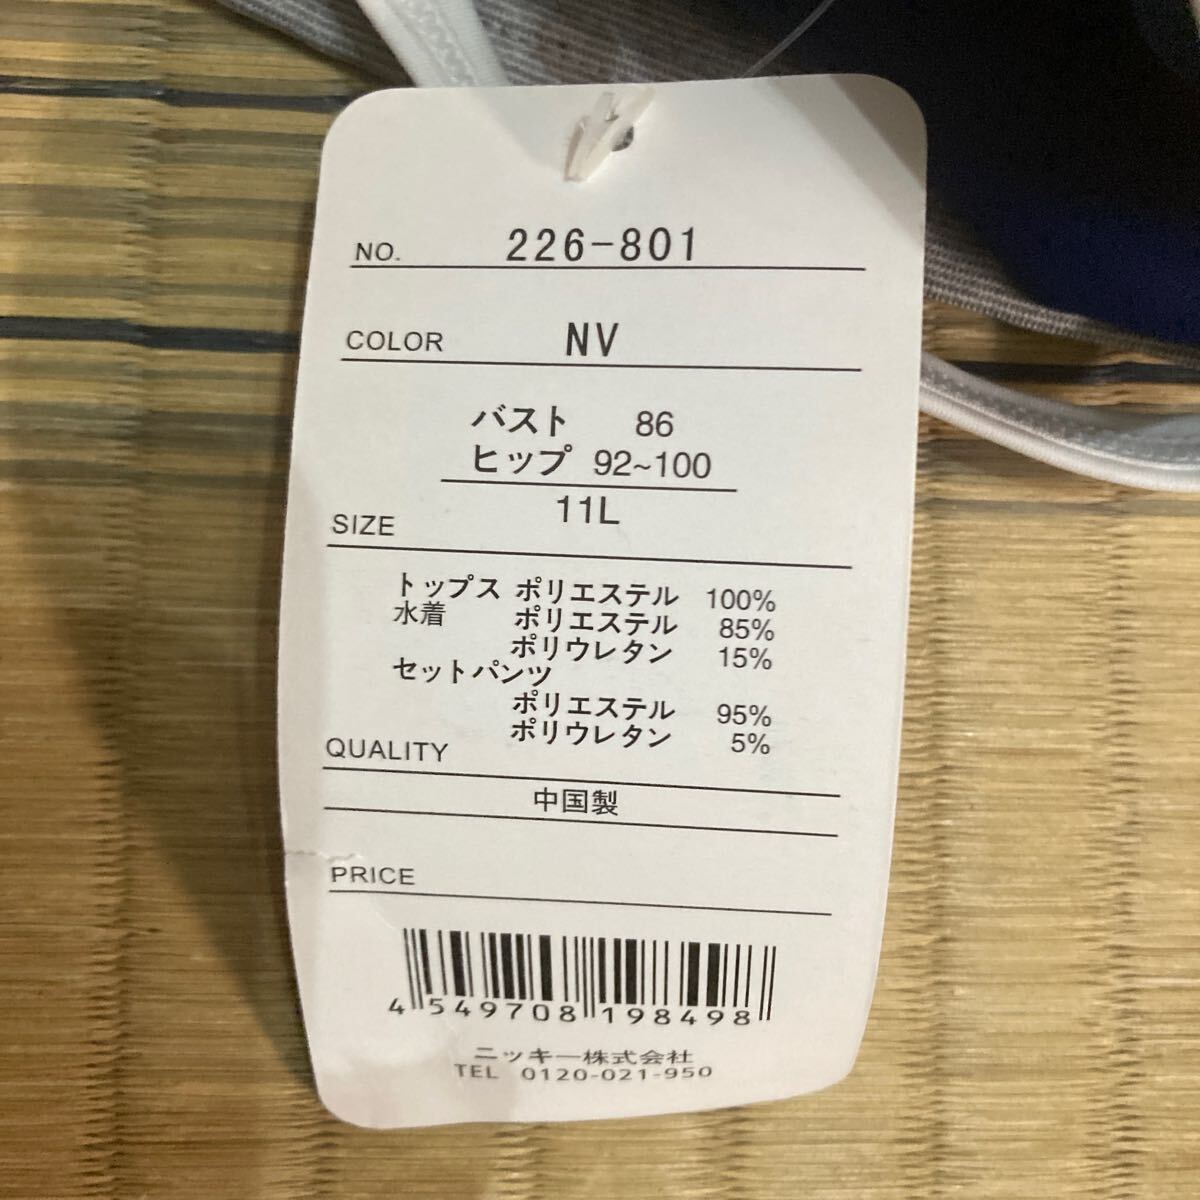 NO. 226-801
COLOR NV
バスト 86
ヒップ 92~100
11L
SIZE
トップス ポリエステル 100%
水着 ポリエステル 85%
ポリウレタン 15%
セットパンツ
ポリエステル 95%
ポリウレタン 5%
QUALITY
中国製
PRICE
4 549708 198498
ニッキー株式会社
TEL 0120-021-950